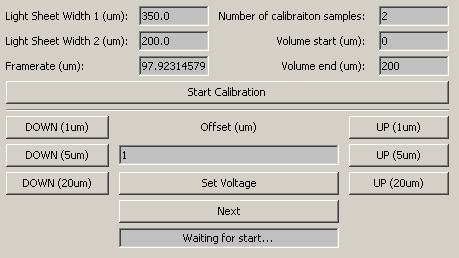 Light Sheet Width 1 (um): 350.0 Number of calibraiton samples: 2
Light Sheet Width 2 (um): 200.0 Volume start (um): 0
Framerate (um): 97.92314579 Volume end (um): 200
Start Calibration
DOWN (1um) Offset (um) UP (1um)
DOWN (5um) 1 UP (5um)
DOWN (20um) Set Voltage UP (20um)
Next
Waiting for start...